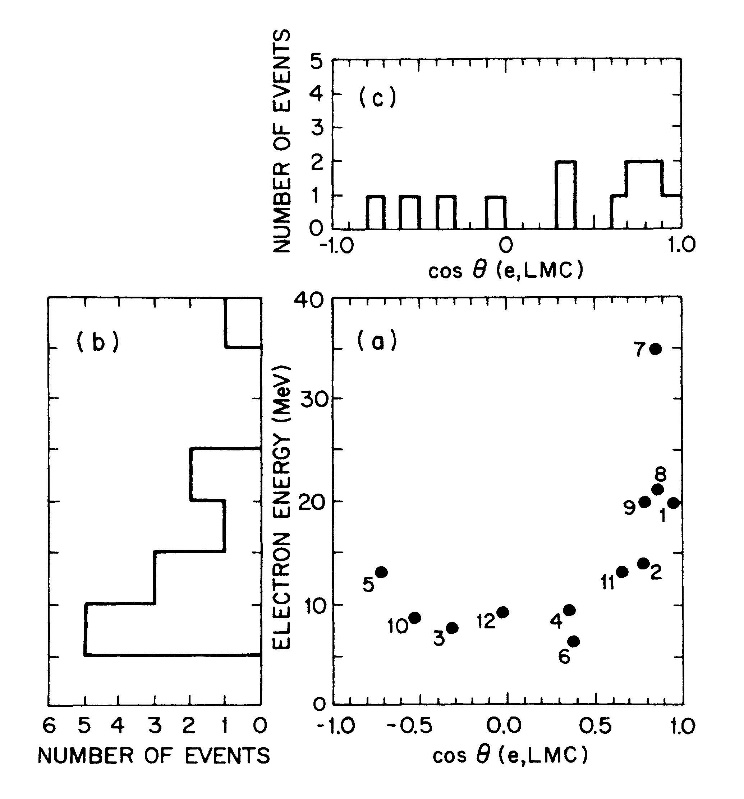 NUMBER OF EVENTS
5
4
3
2
1
0
(c)
-1.0 0 1.0
cos θ (e,LMC)
(b)
6 5 4 3 2 1 0
NUMBER OF EVENTS
ELECTRON ENERGY (MeV)
40
30
20
10
0
(a)
7
8
9
1
2
11
5
10
3
12
4
6
-1.0 -0.5 0.0 0.5 1.0
cos θ (e,LMC)